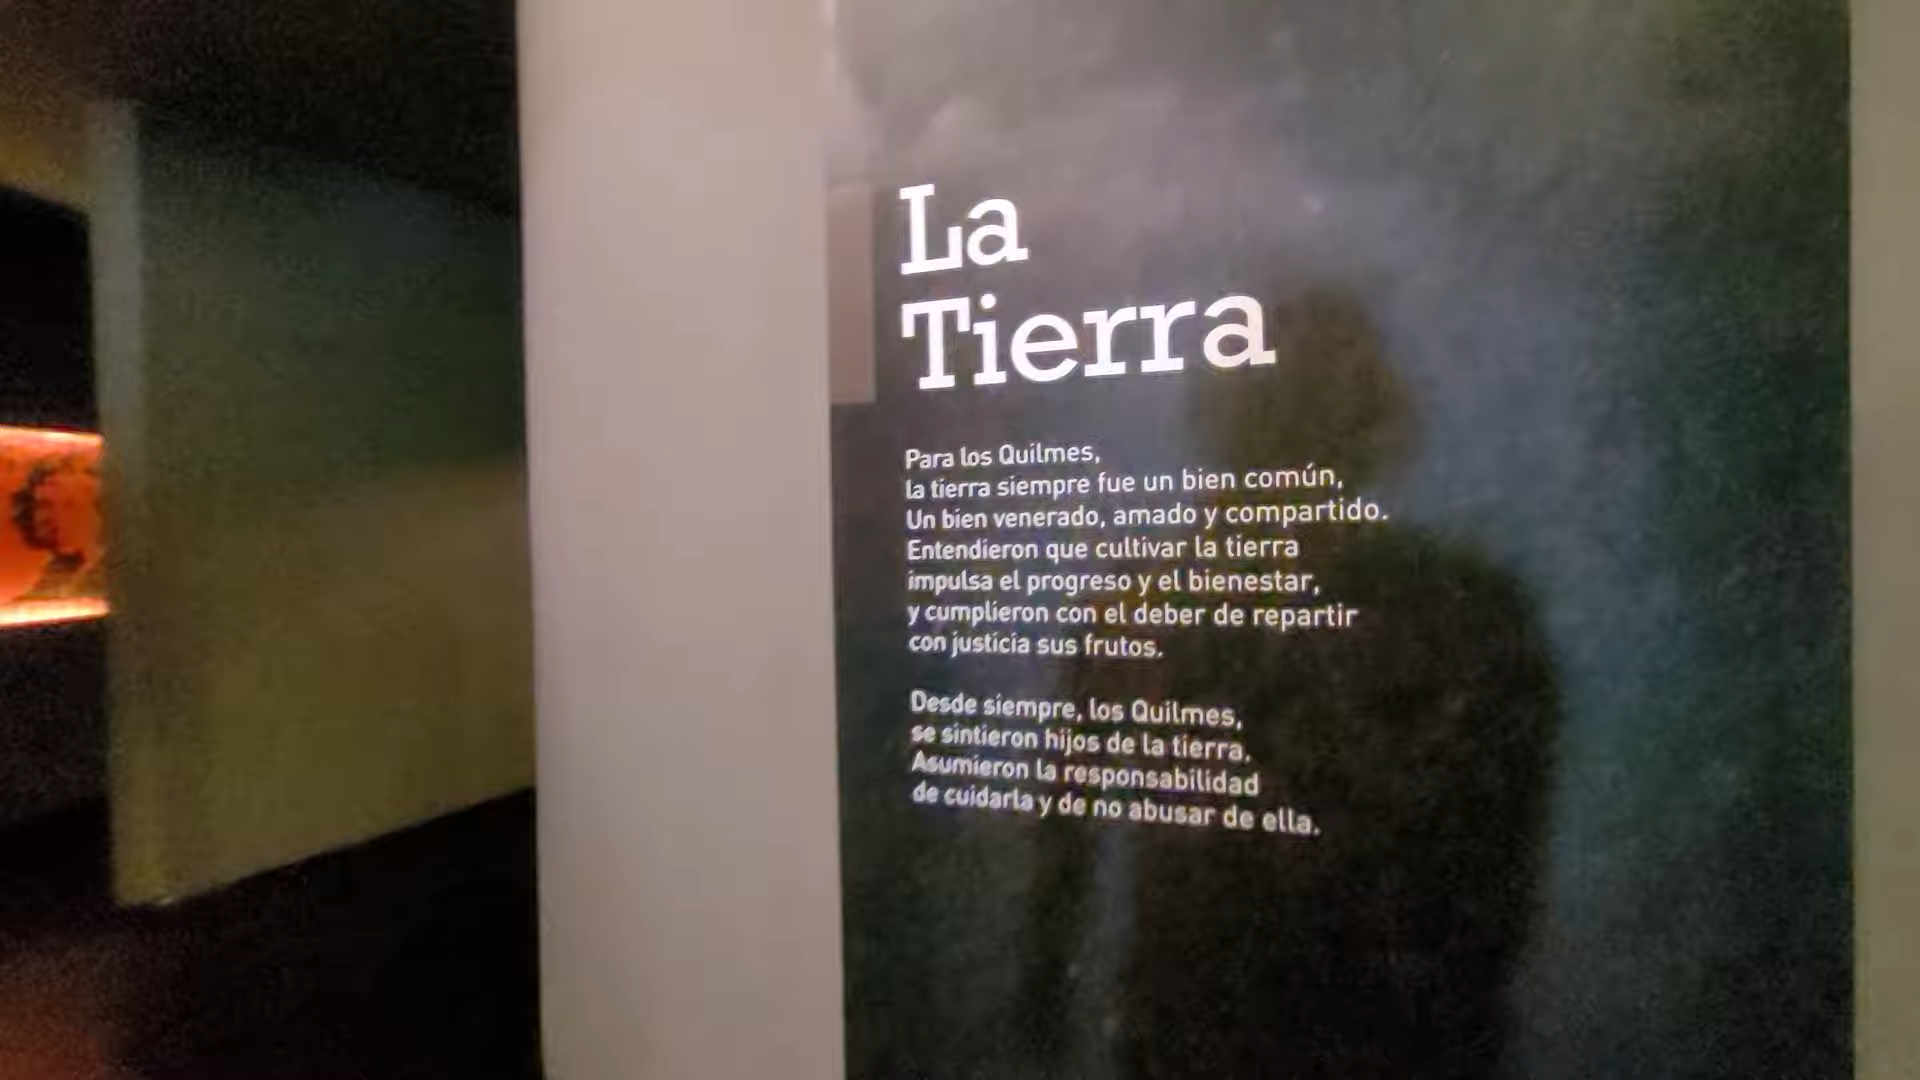 La
Tierra
Para los Quilmes,
la tierra siempre fue un bien común,
Un bien venerado, amado y compartido.
Entendieron que cultivar la tierra
impulsa el progreso y el bienestar,
y cumplieron con el deber de repartir
con justicia sus frutos.
Desde siempre, los Quilmes,
se sintieron hijos de la tierra.
Asumieron la responsabilidad
de cuidarla y de no abusar de ella.